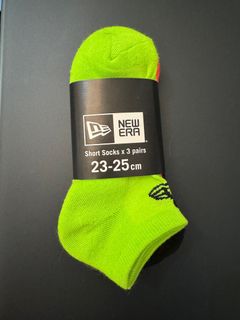 NEW
ERA
Short Socks x 3 pairs
23-25cm